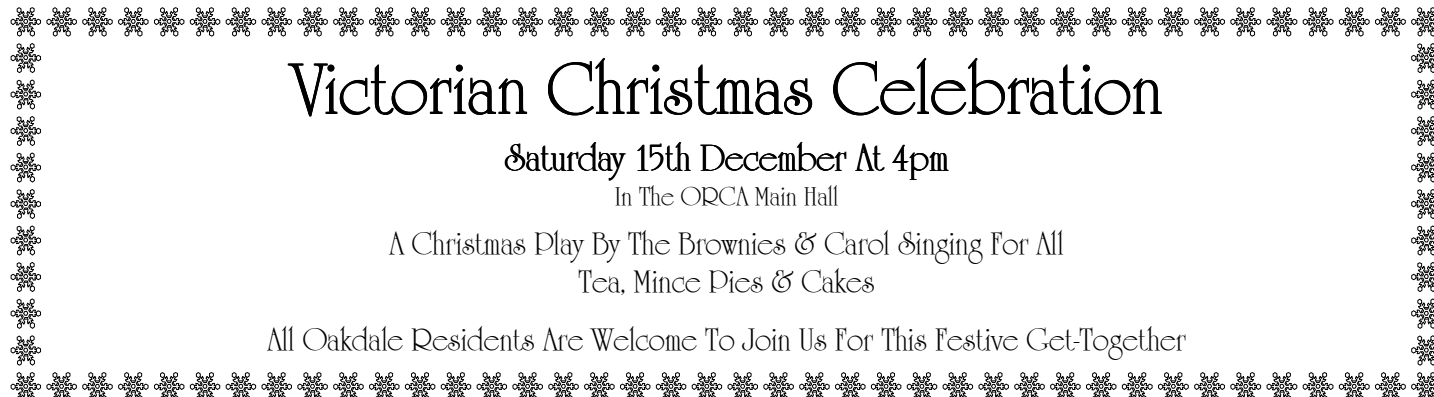 Victorian Christmas Celebration
Saturday 15th December At 4pm
In The ORCA Main Hall
A Christmas Play By The Brownies & Carol Singing For All
Tea, Mince Pies & Cakes
All Oakdale Residents Are Welcome To Join Us For This Festive Get-Together